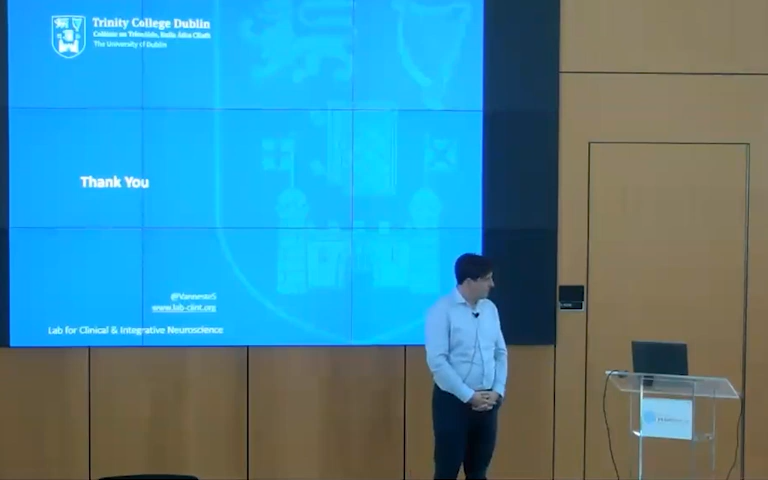 Trinity College Dublin
Coláiste na Tríonóide, Baile Átha Cliath
The University of Dublin
Thank You
@VannesteS
www.lab-clint.org
Lab for Clinical & Integrative Neuroscience